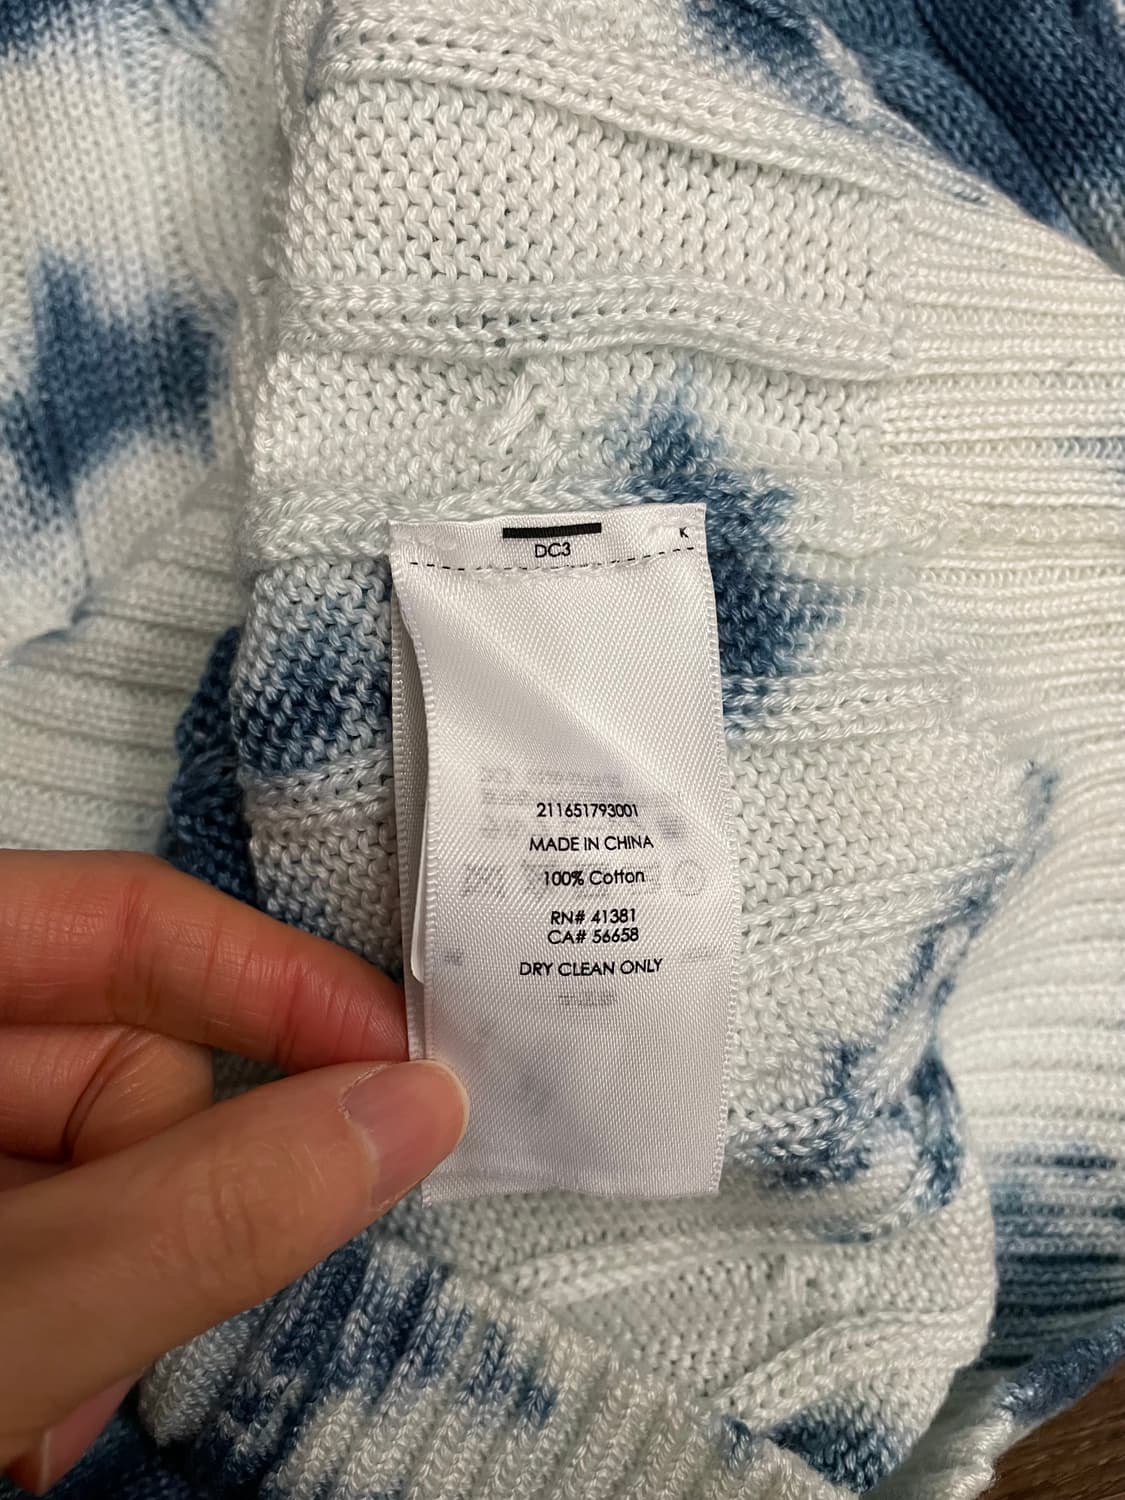 DC3
K
211651793001
MADE IN CHINA
100% Cotton
RN# 41381
CA# 56658
DRY CLEAN ONLY